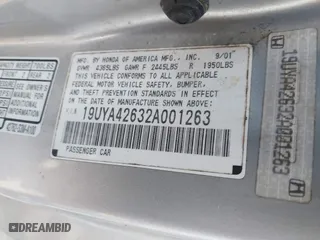 MFD. BY HONDA OF AMERICA MFG., INC. 9/01
GVWR 4365LBS GAWR F 2445LBS R 1950LBS
THIS VEHICLE CONFORMS TO ALL APPLICABLE
FEDERAL MOTOR VEHICLE SAFETY, BUMPER,
AND THEFT PREVENTION STANDARDS IN EFFECT ON
THE DATE OF MANUFACTURE SHOWN ABOVE.
19UYA42632A001263
PASSENGER CAR
19UYA42632A001263
DREAMBID.COM